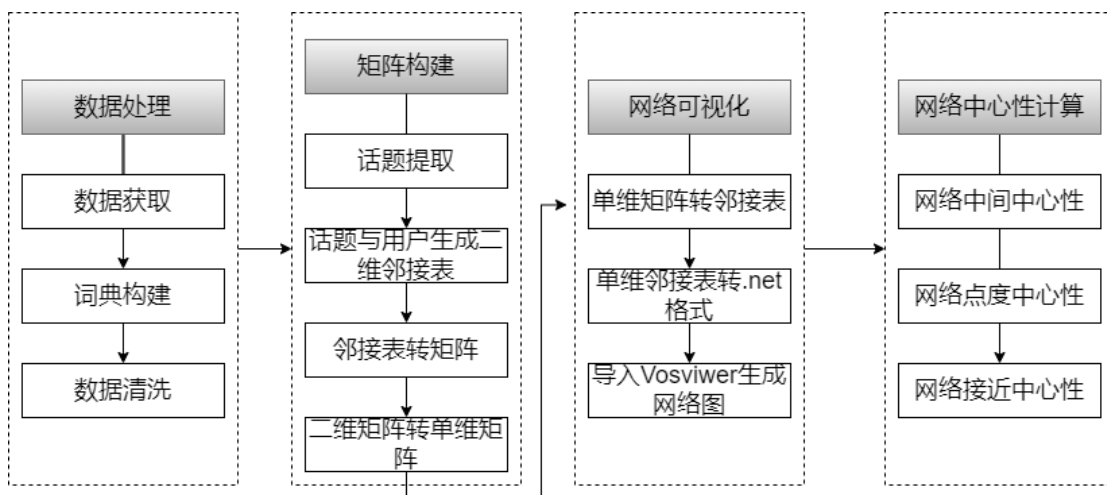 数据处理
数据获取
词典构建
数据清洗
矩阵构建
话题提取
话题与用户生成二
维邻接表
邻接表转矩阵
二维矩阵转单维矩
阵
网络可视化
单维矩阵转邻接表
单维邻接表转.net
格式
导入Vosviwer生成
网络图
网络中心性计算
网络中间中心性
网络点度中心性
网络接近中心性